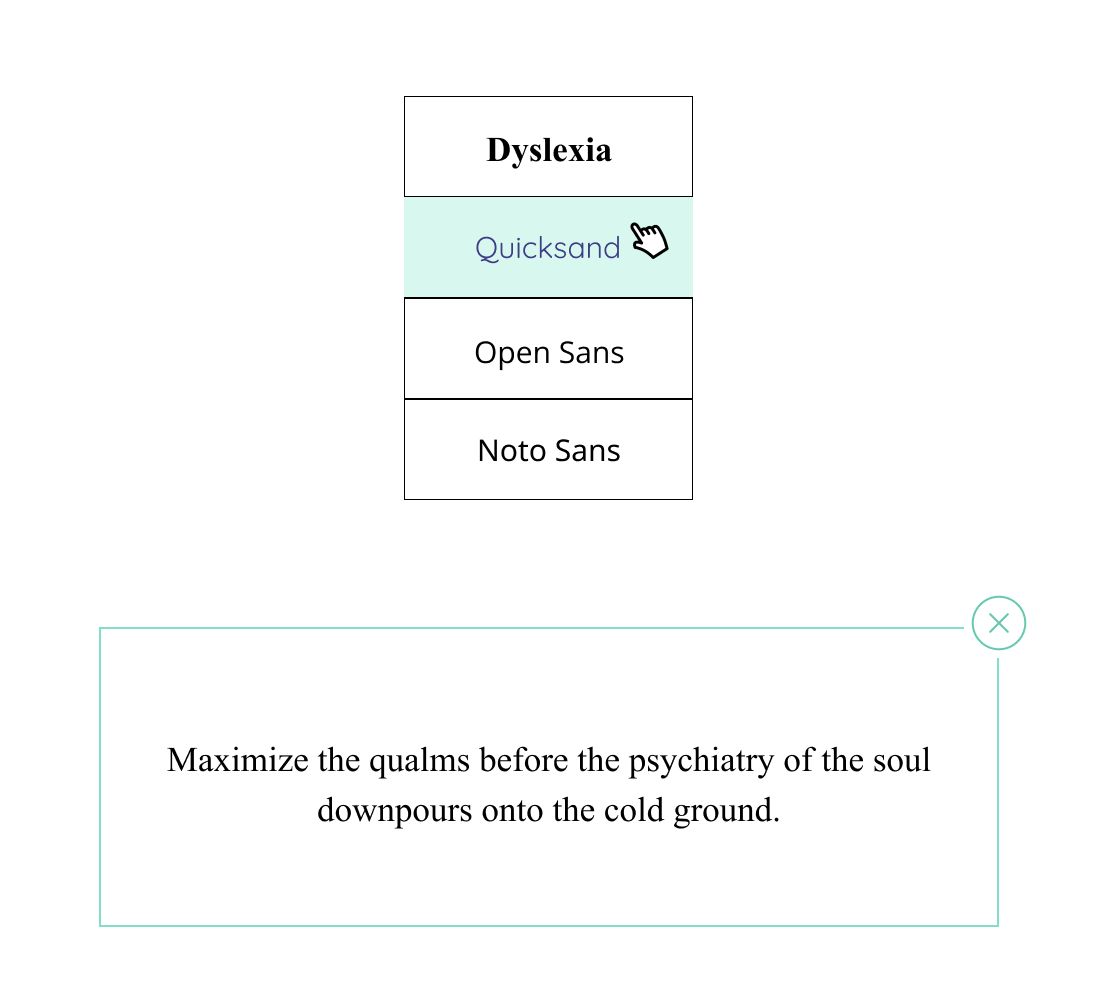 Dyslexia
Quicksand
Open Sans
Noto Sans
Maximize the qualms before the psychiatry of the soul
downpours onto the cold ground.